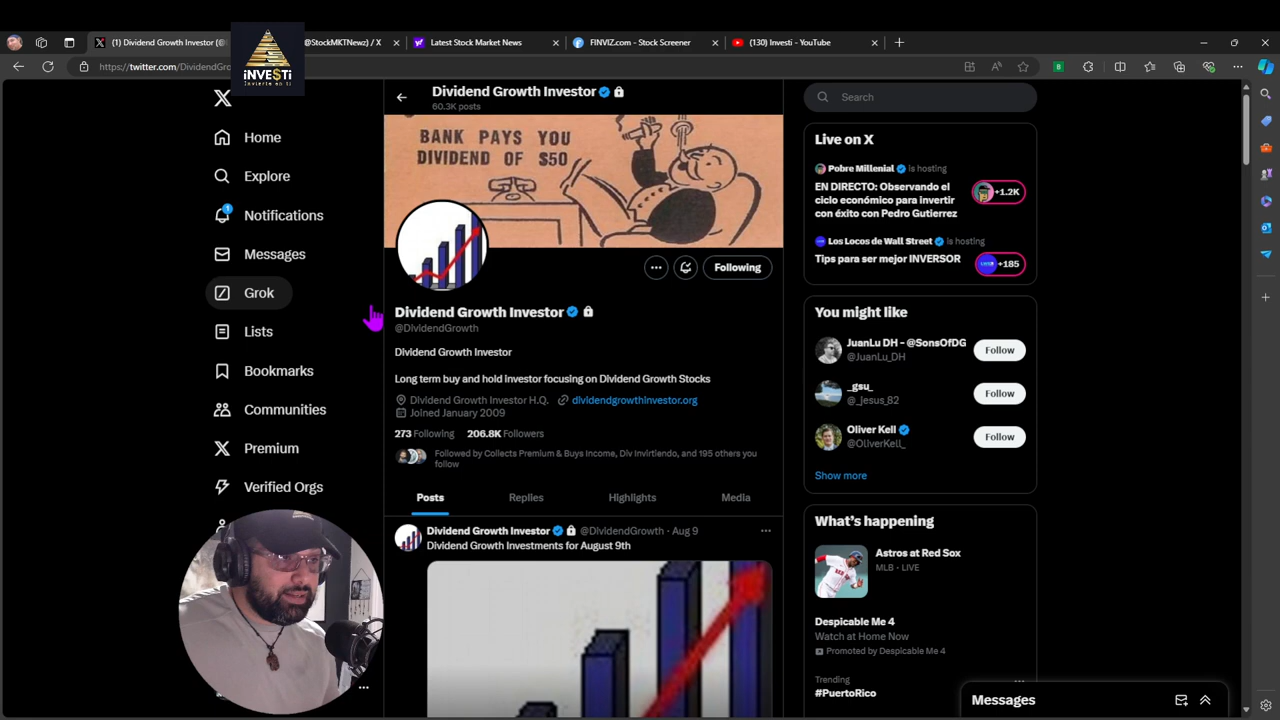 (1) Dividend Growth Investor (@
@StockMKTNewz) / X
Latest Stock Market News
FINVIZ.com - Stock Screener
(130) Investi - YouTube
https://twitter.com/DividendGro
INVE$Ti
Invierte en ti
Home
Explore
1
Notifications
Messages
Grok
Lists
Bookmarks
Communities
Premium
Verified Orgs
Dividend Growth Investor
60.3K posts
BANK PAYS YOU
DIVIDEND OF $50
Following
Dividend Growth Investor
@DividendGrowth
Dividend Growth Investor
Long term buy and hold investor focusing on Dividend Growth Stocks
Dividend Growth Investor H.Q. dividendgrowthinvestor.org
Joined January 2009
273 Following 206.8K Followers
Followed by Collects Premium & Buys Income, Div Invirtiendo, and 195 others you
follow
Posts Replies Highlights Media
Dividend Growth Investor @DividendGrowth · Aug 9
Dividend Growth Investments for August 9th
Search
Live on X
Pobre Millenial is hosting
EN DIRECTO: Observando el
ciclo económico para invertir
con éxito con Pedro Gutierrez
+1.2K
Los Locos de Wall Street is hosting
Tips para ser mejor INVERSOR
+185
You might like
JuanLu DH - @SonsOfDG
@JuanLu_DH
Follow
_gsu_
@_Jesus_82
Follow
Oliver Kell
@OliverKell_
Follow
Show more
What's happening
Astros at Red Sox
MLB · LIVE
Despicable Me 4
Watch at Home Now
Promoted by Despicable Me 4
Trending
#PuertoRico
Messages